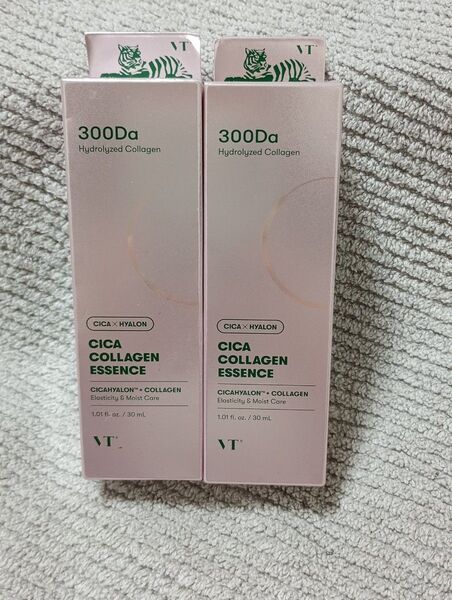 VT
300Da
Hydrolyzed Collagen
CICA × HYALON
CICA
COLLAGEN
ESSENCE
CICAHYALON™ + COLLAGEN
Elasticity & Moist Care
1.01 fl. oz. / 30 mL
VT®
VT
300Da
Hydrolyzed Collagen
CICA × HYALON
CICA
COLLAGEN
ESSENCE
CICAHYALON™ + COLLAGEN
Elasticity & Moist Care
1.01 fl. oz. / 30 mL
VT®